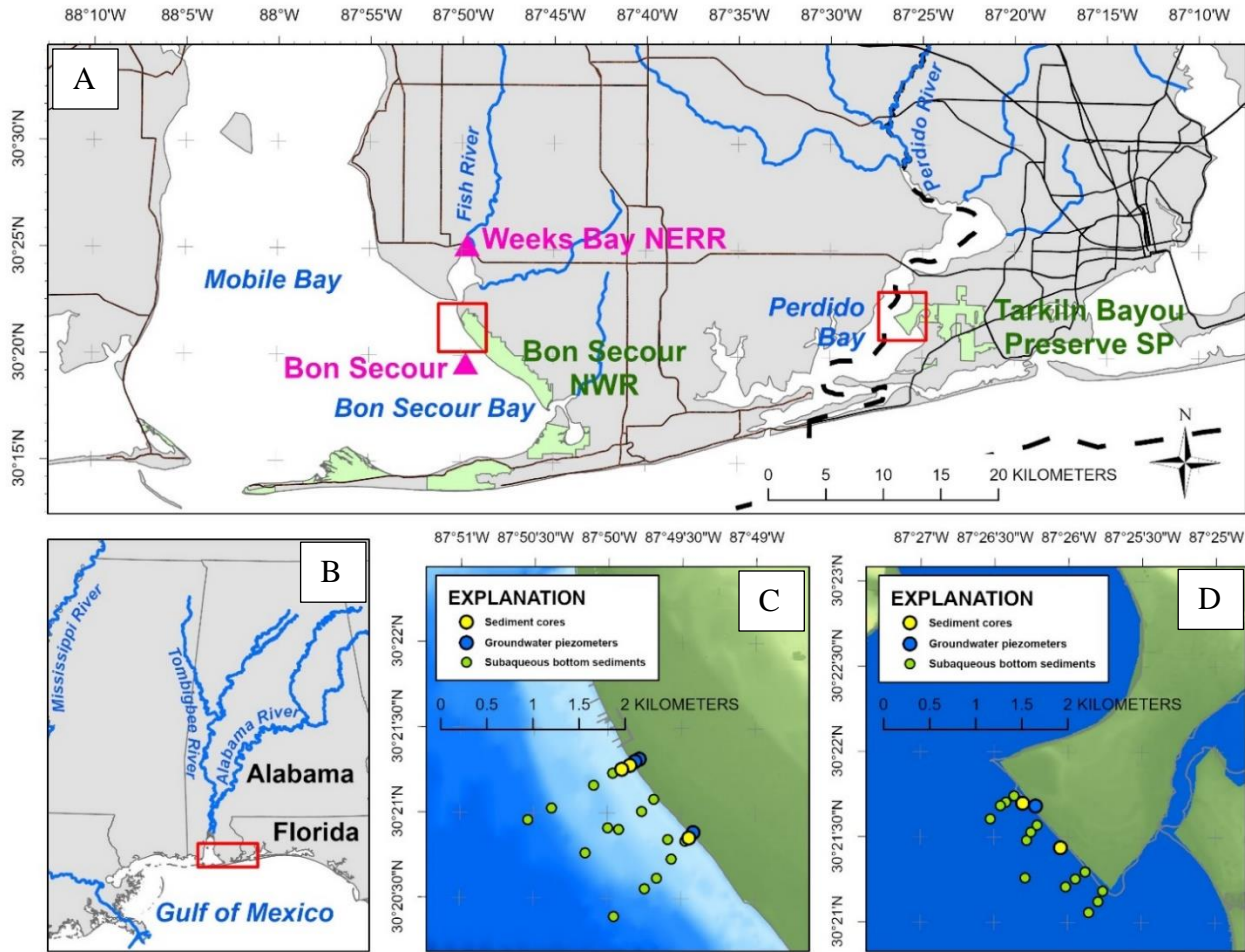 88°10'W 88°5'W 87°55'W 87°50'W 87°45'W 87°40'W 87°35'W 87°30'W 87°25'W 87°20'W 87°15'W 87°10'W
A
30°30'N
30°25'N
30°20'N
30°15'N
Fish River
Perdido River
Weeks Bay NERR
Mobile Bay
Perdido
Bay
Tarkiln Bayou
Preserve SP
Bon Secour
Bon Secour
NWR
Bon Secour Bay
N
0 5 10 15 20 KILOMETERS
B
Mississippi River
Tombigbee River
Alabama River
Alabama
Florida
Gulf of Mexico
87°51'W 87°50'30"W 87°50'W 87°49'30"W 87°49'W
C
EXPLANATION
Sediment cores
Groundwater piezometers
Subaqueous bottom sediments
0 0.5 1 1.5 2 KILOMETERS
30°22'N
30°21'30"N
30°21'N
30°20'30"N
87°27'W 87°26'30"W 87°26'W 87°25'30"W 87°25'W
D
EXPLANATION
Sediment cores
Groundwater piezometers
Subaqueous bottom sediments
0 0.5 1 1.5 2 KILOMETERS
30°23'N
30°22'30"N
30°22'N
30°21'30"N
30°21'N